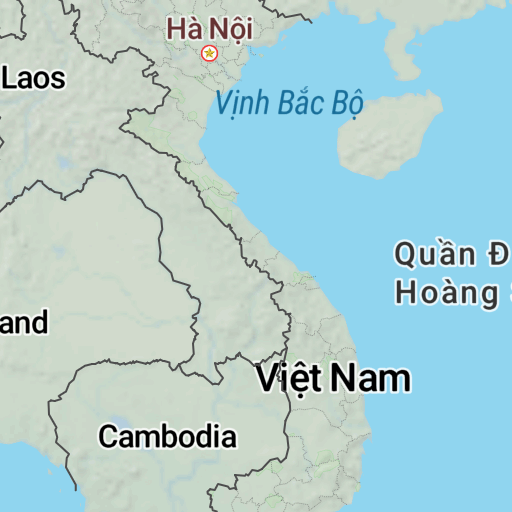 Hà Nội
Laos
Vịnh Bắc Bộ
Quần Đ
Hoàng
and
Việt Nam
Cambodia